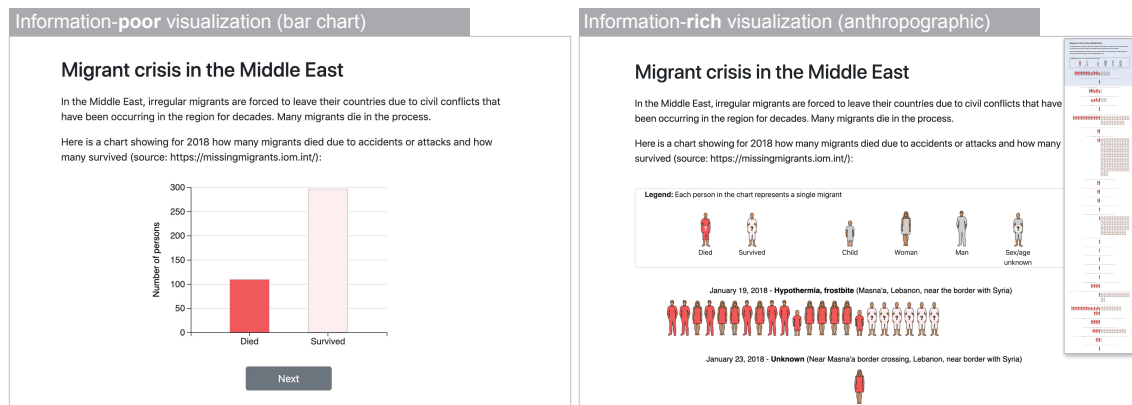 Information-poor visualization (bar chart)
Migrant crisis in the Middle East
In the Middle East, irregular migrants are forced to leave their countries due to civil conflicts that
have been occurring in the region for decades. Many migrants die in the process.
Here is a chart showing for 2018 how many migrants died due to accidents or attacks and how
many survived (source: https://missingmigrants.iom.int/):
Number of persons
300
250
200
150
100
50
0
Died
Survived
Next
Information-rich visualization (anthropographic)
Migrant crisis in the Middle East
In the Middle East, irregular migrants are forced to leave their countries due to civil conflicts that have
been occurring in the region for decades. Many migrants die in the process.
Here is a chart showing for 2018 how many migrants died due to accidents or attacks and how many
survived (source: https://missingmigrants.iom.int/):
Legend: Each person in the chart represents a single migrant
? ? ?
Died Survived Child Woman Man Sex/age
unknown
January 19, 2018 - Hypothermia, frostbite (Masna'a, Lebanon, near the border with Syria)
? ? ? ? ? ?
January 23, 2018 - Unknown (Near Masna'a border crossing, Lebanon, near border with Syria)